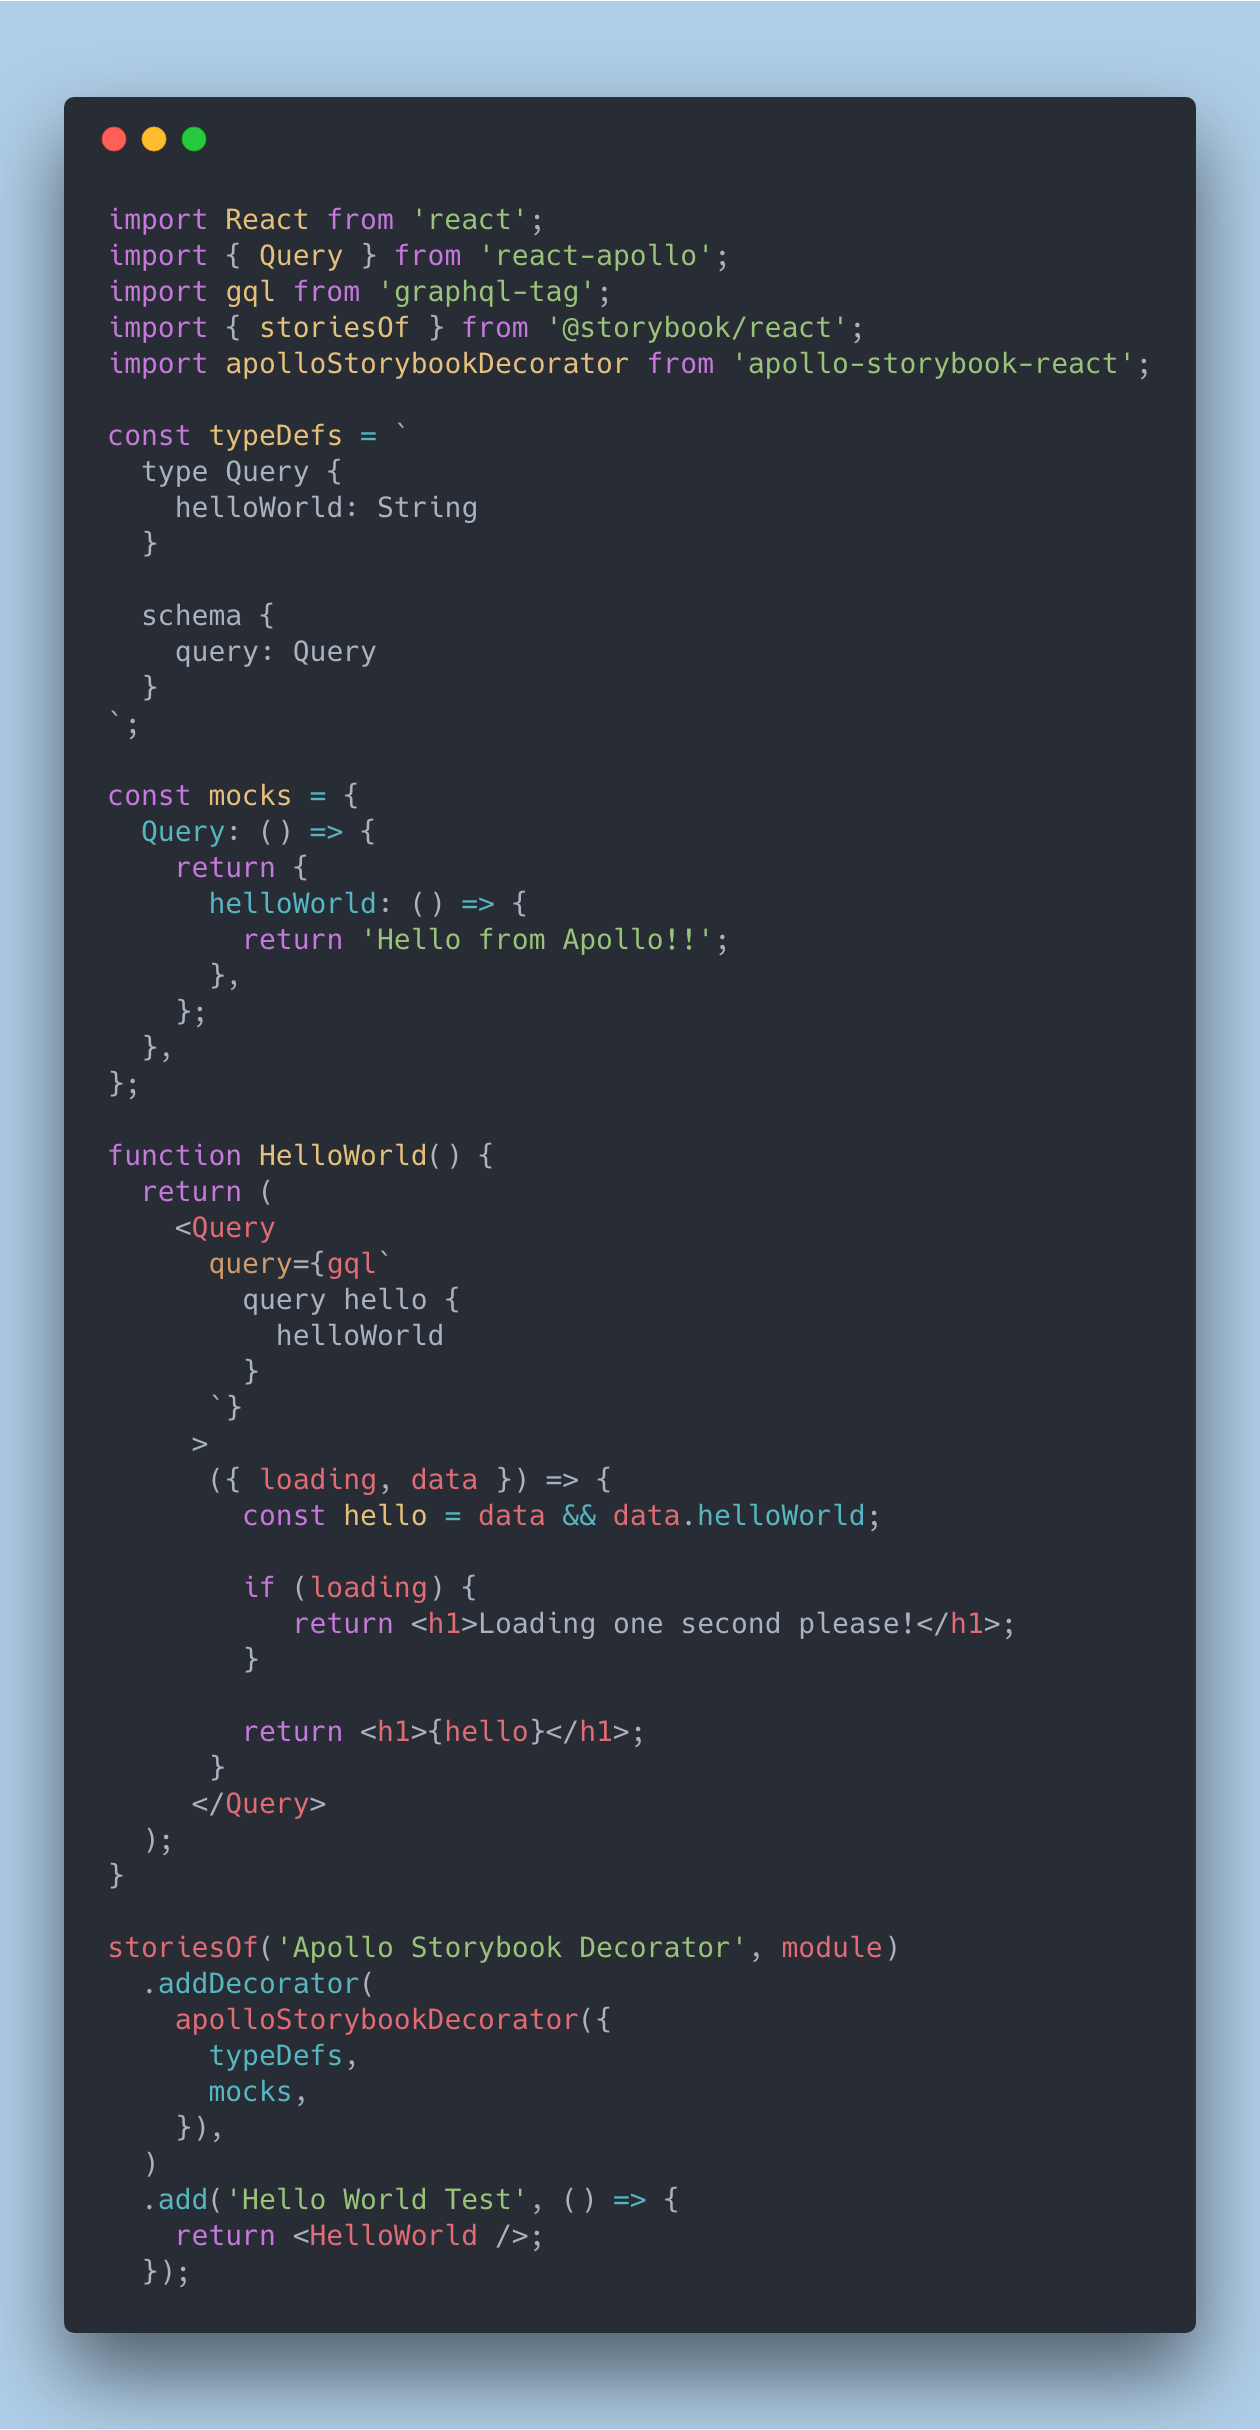 import React from 'react';
import { Query } from 'react-apollo';
import gql from 'graphql-tag';
import { storiesOf } from '@storybook/react';
import apolloStorybookDecorator from 'apollo-storybook-react';

const typeDefs = `
  type Query {
    helloWorld: String
  }

  schema {
    query: Query
  }
`;

const mocks = {
  Query: () => {
    return {
      helloWorld: () => {
        return 'Hello from Apollo!!';
      },
    };
  },
};

function HelloWorld() {
  return (
    <Query
      query={gql`
        query hello {
          helloWorld
        }
      `}
     >
      ({ loading, data }) => {
        const hello = data && data.helloWorld;

        if (loading) {
           return <h1>Loading one second please!</h1>;
        }

        return <h1>{hello}</h1>;
      }
     </Query>
  );
}

storiesOf('Apollo Storybook Decorator', module)
  .addDecorator(
    apolloStorybookDecorator({
      typeDefs,
      mocks,
    }),
  )
  .add('Hello World Test', () => {
    return <HelloWorld />;
  });